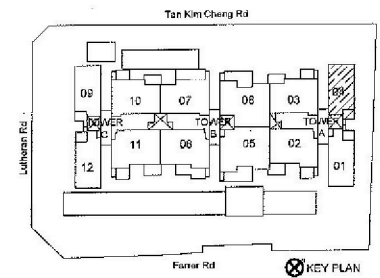 Tan Kim Cheng Rd
09
10
07
08
03
04
TOWER
C
TOWER
B
TOWER
A
12
11
06
05
02
01
Lutheran Rd
Farrer Rd
KEY PLAN